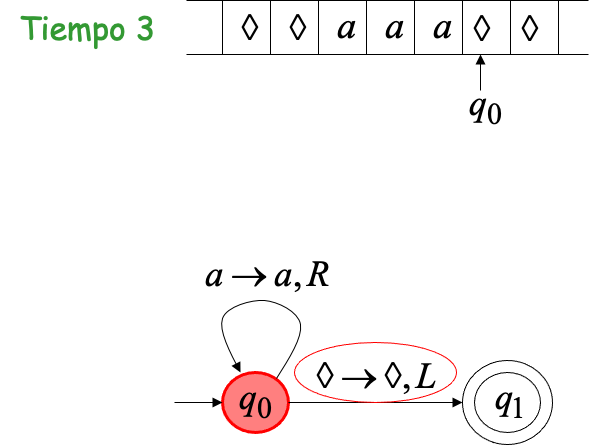 Tiempo 3 ◊ ◊ a a a ◊ ◊
q0
a → a, R
◊ → ◊, L
q0 q1